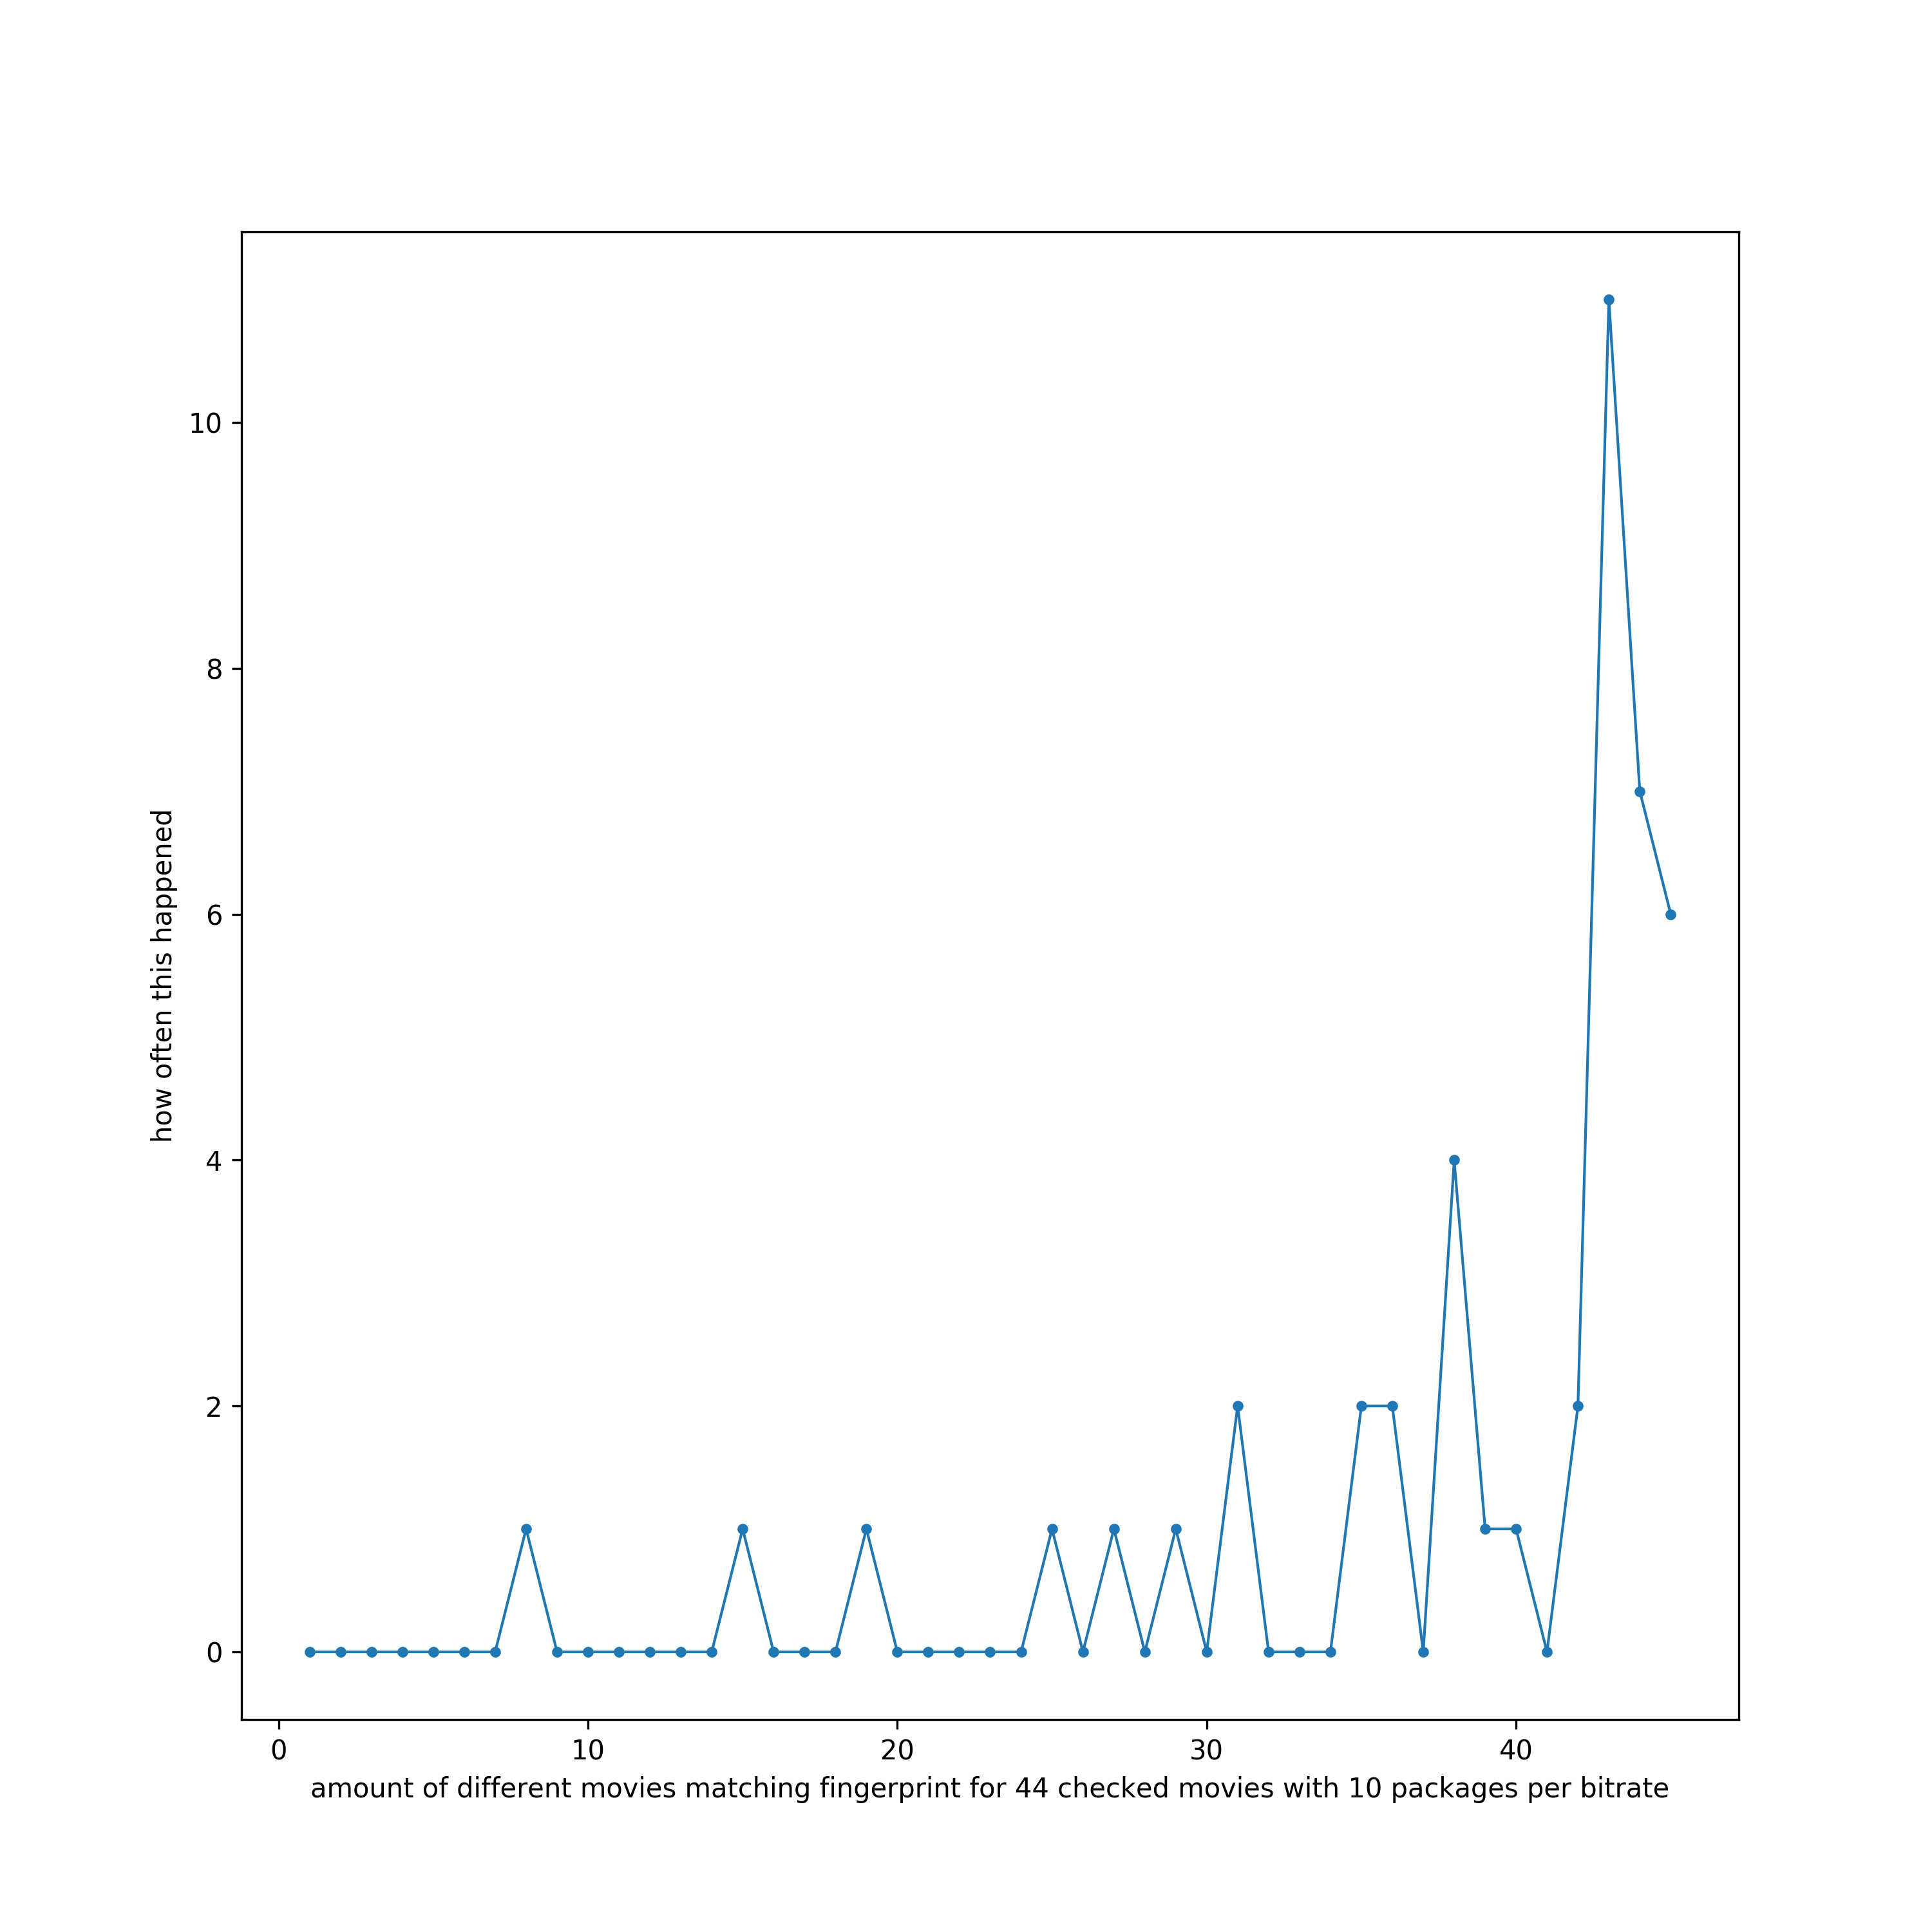 how often this happened
10
8
6
4
2
0
0 10 20 30 40
amount of different movies matching fingerprint for 44 checked movies with 10 packages per bitrate